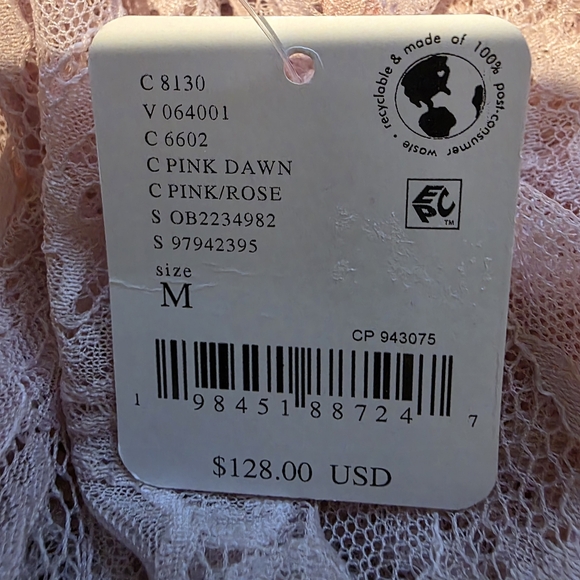 recyclable & made of 100% post-consumer waste •
C 8130
V 064001
C 6602
C PINK DAWN
C PINK/ROSE
S OB2234982
S 97942395
EPC
TM
size
M
CP 943075
1 98451 88724 7
$128.00 USD